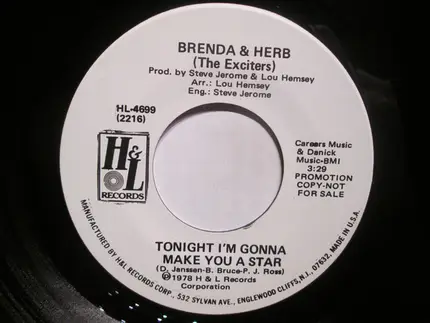 BRENDA & HERB
(The Exciters)
Prod. by Steve Jerome & Lou Hemsey
Arr.: Lou Hemsey
Eng.: Steve Jerome
HL-4699
(2216)
H&L
RECORDS
Careers Music
& Danick
Music-BMI
3:29
PROMOTION
COPY-NOT
FOR SALE
TONIGHT I'M GONNA
MAKE YOU A STAR
(D. Janssen-B. Bruce-P. J. Ross)
℗1978 H & L Records
Corporation
MANUFACTURED BY H&L RECORDS CORP., 532 SYLVAN AVE., ENGLEWOOD CLIFFS, N.J. 07632, MADE IN U.S.A.